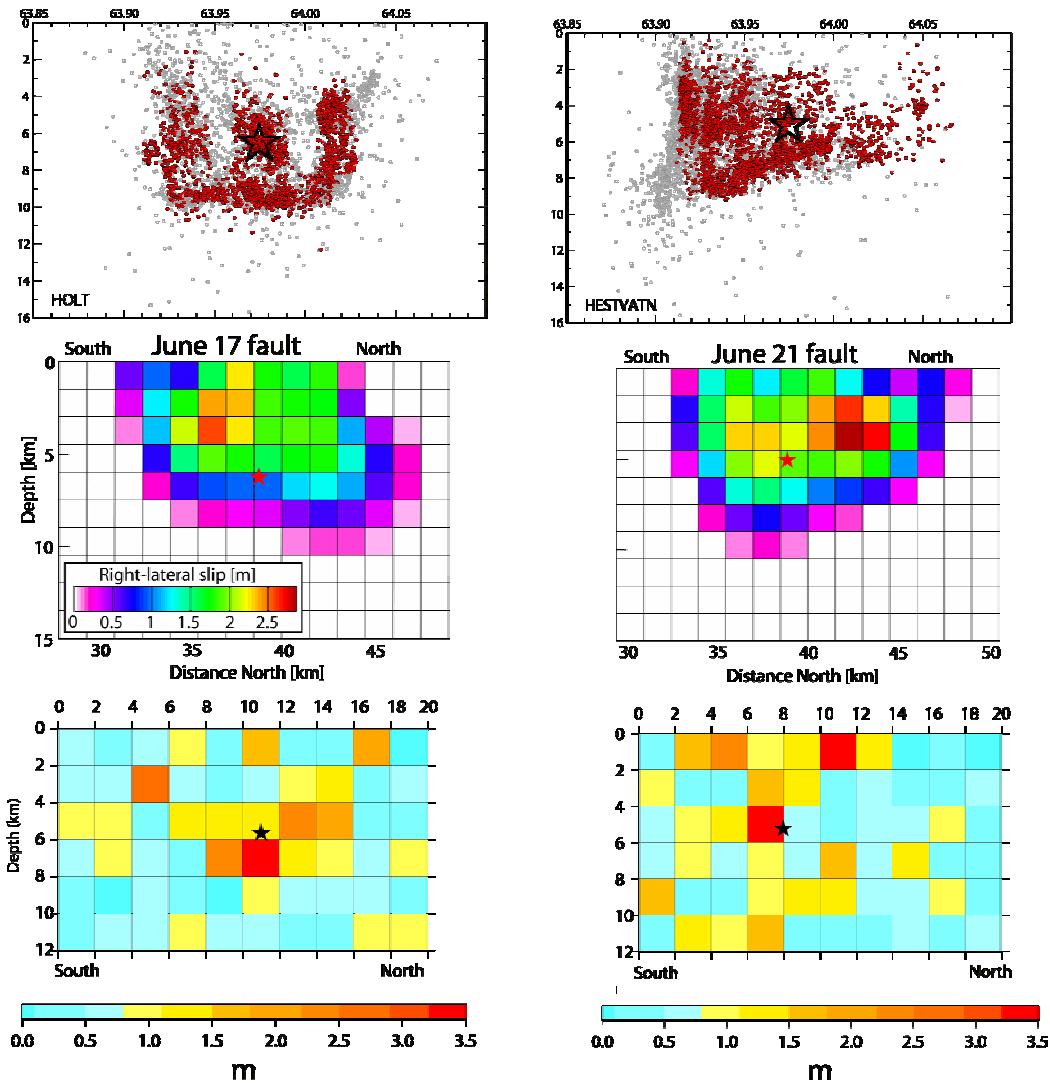 63.85 63.90 63.95 64.00 64.05
0
2
4
6
8
10
12
14
16
HOLT
63.85 63.90 63.95 64.00 64.05
0
2
4
6
8
10
12
14
16
HESTVATN
South June 17 fault North
0
5
10
15
Depth [km]
Right-lateral slip [m]
0 0.5 1 1.5 2 2.5
30 35 40 45
Distance North [km]
South June 21 fault North
30 35 40 45 50
Distance North [km]
0 2 4 6 8 10 12 14 16 18 20
0
2
4
6
8
10
12
Depth (km)
South North
0.0 0.5 1.0 1.5 2.0 2.5 3.0 3.5
m
0 2 4 6 8 10 12 14 16 18 20
0
2
4
6
8
10
12
South North
0.0 0.5 1.0 1.5 2.0 2.5 3.0 3.5
m